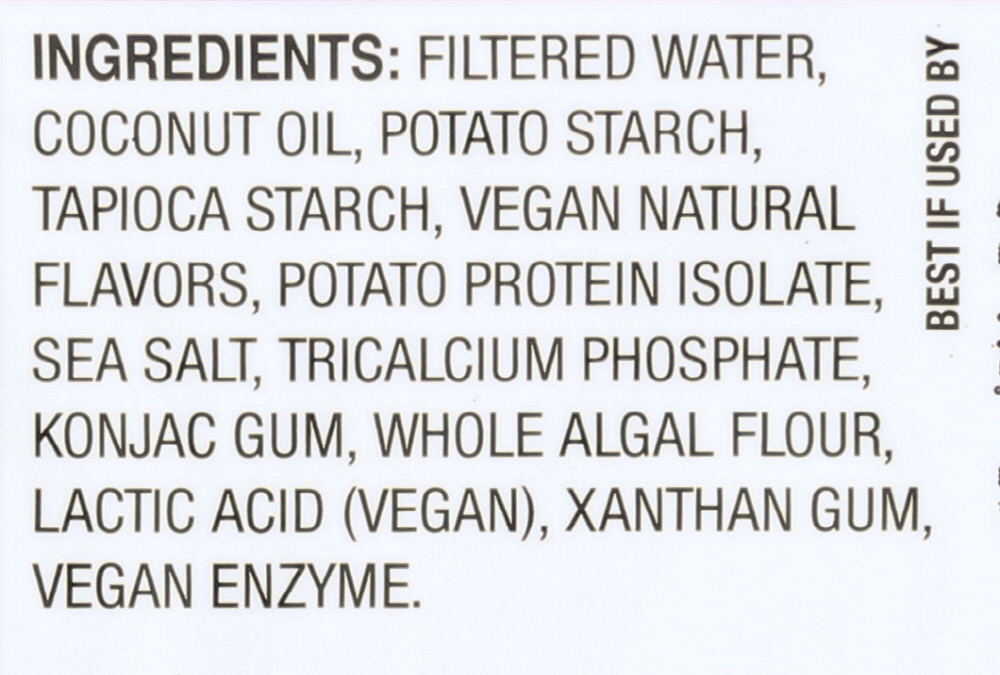 INGREDIENTS: FILTERED WATER,
COCONUT OIL, POTATO STARCH,
TAPIOCA STARCH, VEGAN NATURAL
FLAVORS, POTATO PROTEIN ISOLATE,
SEA SALT, TRICALCIUM PHOSPHATE,
KONJAC GUM, WHOLE ALGAL FLOUR,
LACTIC ACID (VEGAN), XANTHAN GUM,
VEGAN ENZYME.
BEST IF USED BY